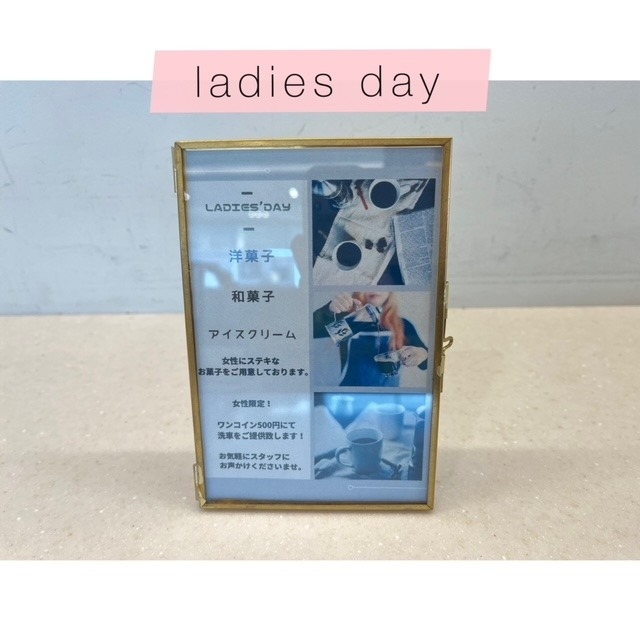 ladies day
LADIES'DAY
洋菓子
和菓子
アイスクリーム
女性にステキな
お菓子をご用意しております。
女性限定！
ワンコイン500円にて
洗車をご提供致します！
お気軽にスタッフに
お声かけくださいませ。